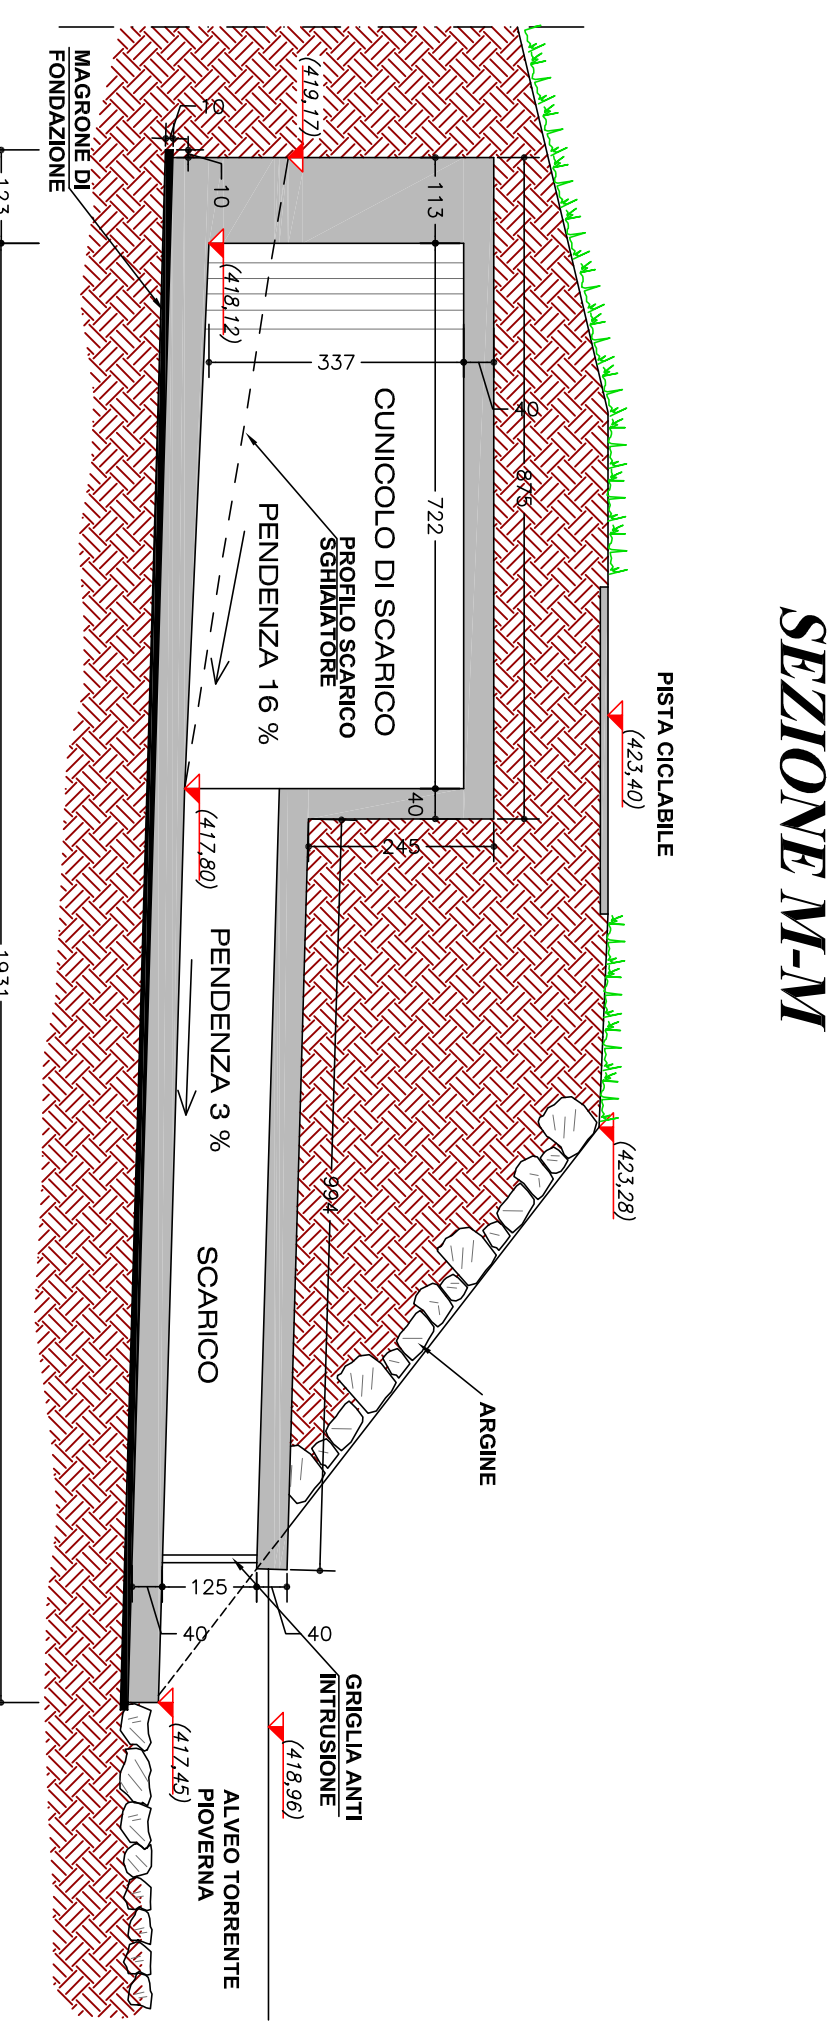 SEZIONE M-M
PISTA CICLABILE
(423,40)
(423,28)
875
40
113
722
40
245
337
CUNICOLO DI SCARICO
PROFILO SCARICO
SGHIAIATORE
PENDENZA 16 %
(419,17)
(418,12)
(417,80)
10
10
MAGRONE DI
FONDAZIONE
PENDENZA 3 %
SCARICO
994
ARGINE
125
40
40
GRIGLIA ANTI
INTRUSIONE
(418,96)
(417,45)
ALVEO TORRENTE
PIOVERNA
123
1931